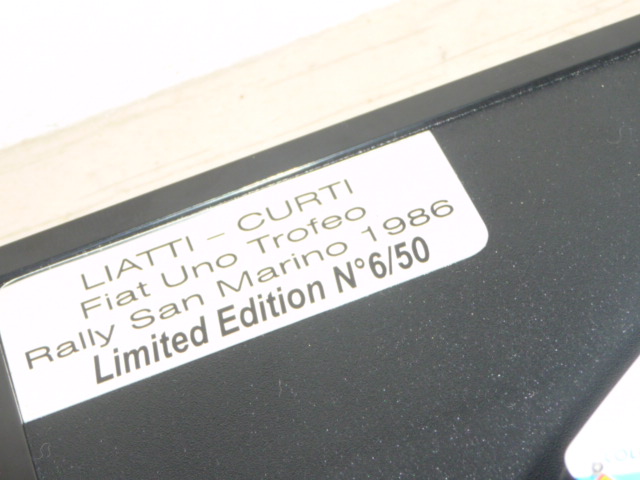 LIATTI - CURTI
Fiat Uno Trofeo
Rally San Marino 1986
Limited Edition N°6/50